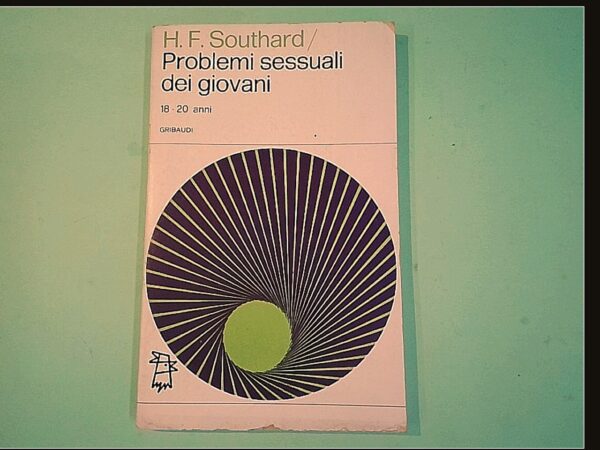 H. F. Southard/
Problemi sessuali
dei giovani
18-20 anni
GRIBAUDI